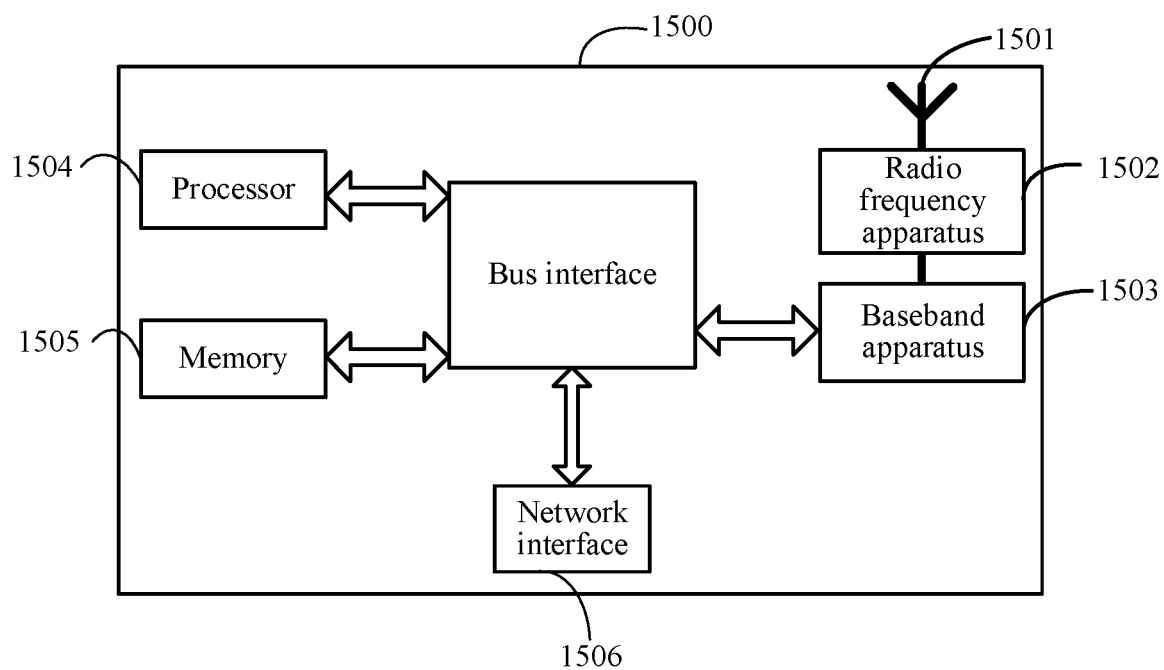 1500
1501
1504
Processor
Radio
frequency
apparatus
1502
Bus interface
1503
Baseband
apparatus
1505
Memory
Network
interface
1506